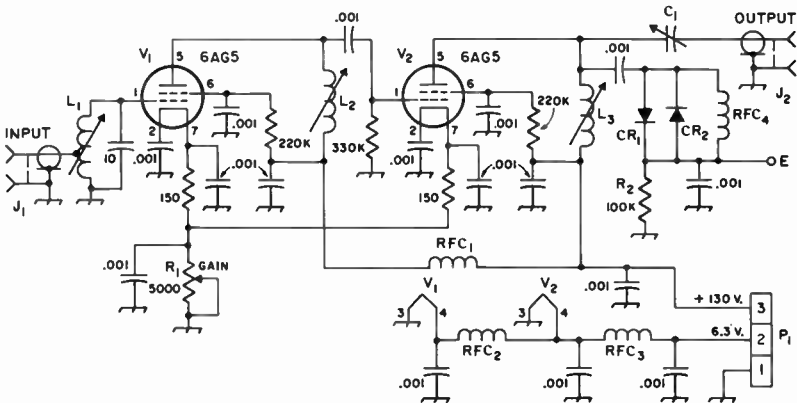 .001
C1
OUTPUT
V1
6AG5
V2
6AG5
5
5
.001
J2
1
6
L2
1
6
220K
L3
L1
.001
.001
RFC4
CR1
CR2
INPUT
2
7
220K
330K
2
7
E
10
.001
.001
.001
.001
R2
100K
.001
J1
150
150
RFC1
.001
R1
GAIN
5000
V1
V2
.001
+130 V.
3
3
4
3
4
6.3 V.
2
P1
RFC2
RFC3
1
.001
.001
.001